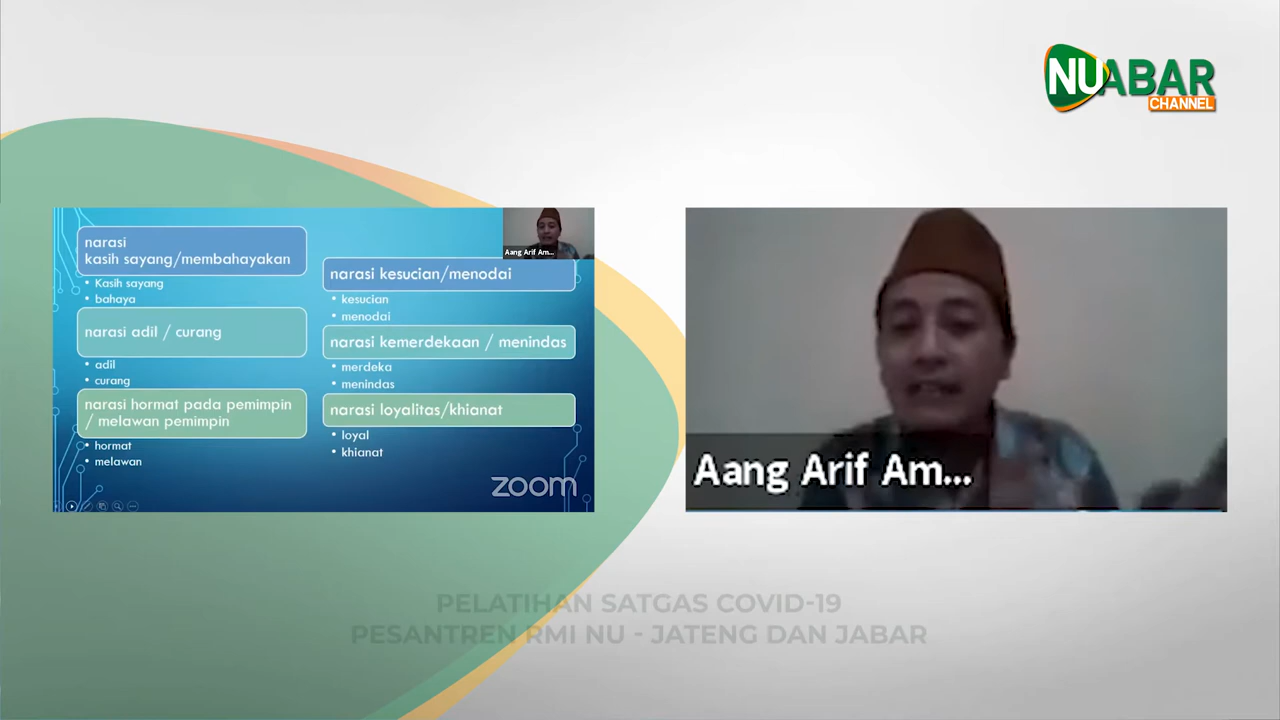 NUABAR
CHANNEL
narasi
kasih sayang/membahayakan
• Kasih sayang
• bahaya
narasi adil / curang
• adil
• curang
narasi hormat pada pemimpin
/ melawan pemimpin
• hormat
• melawan
Aang Arif Am...
narasi kesucian/menodai
• kesucian
• menodai
narasi kemerdekaan / menindas
• merdeka
• menindas
narasi loyalitas/khianat
• loyal
• khianat
zoom
Aang Arif Am...
PELATIHAN SATGAS COVID-19
PESANTREN RMI NU - JATENG DAN JABAR